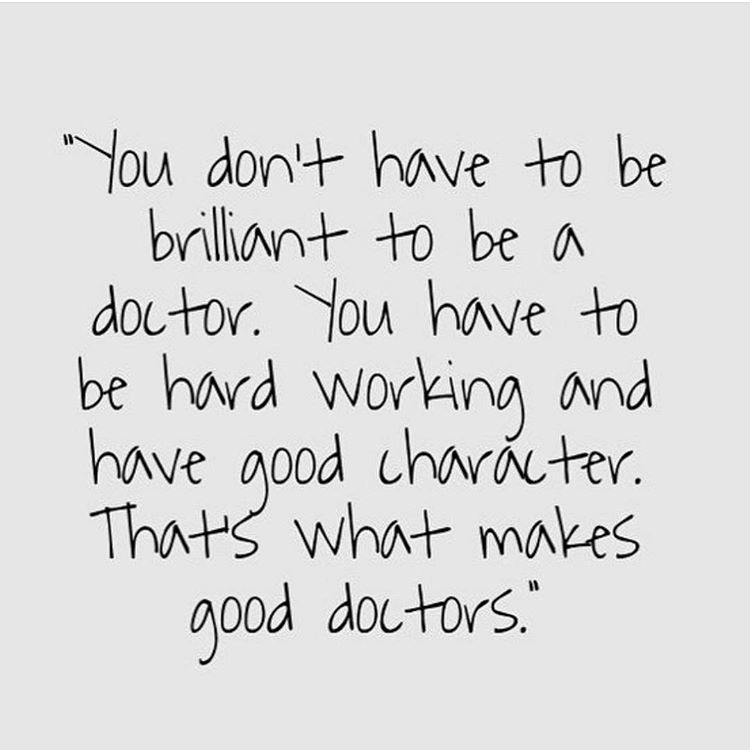 "You don't have to be
brilliant to be a
doctor. You have to
be hard working and
have good character.
That's what makes
good doctors."